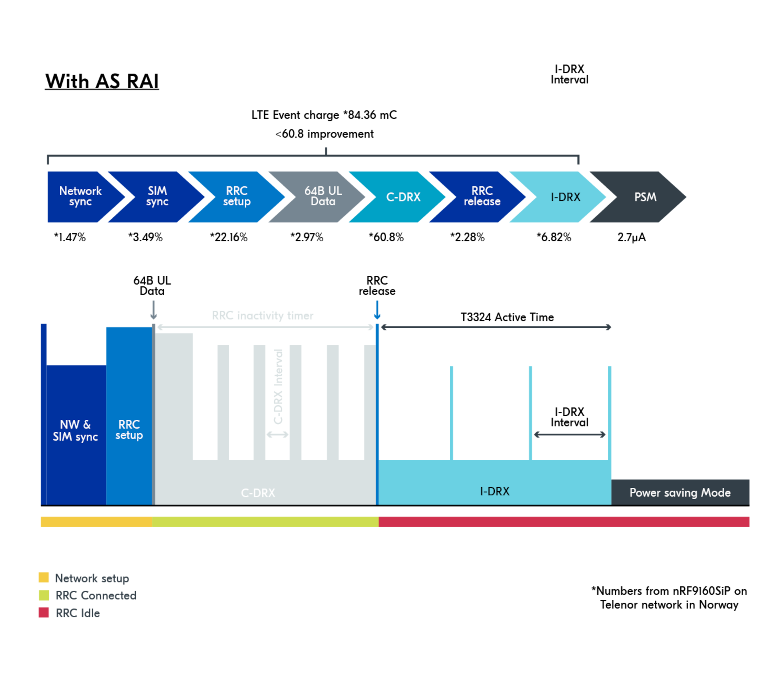 With AS RAI
I-DRX
Interval
LTE Event charge *84.36 mC
<60.8 improvement
Network
sync
SIM
sync
RRC
setup
64B UL
Data
C-DRX
RRC
release
I-DRX
PSM
*1.47%
*3.49%
*22.16%
*2.97%
*60.8%
*2.28%
*6.82%
2.7µA
64B UL
Data
RRC
release
RRC inactivity timer
T3324 Active Time
C-DRX Interval
I-DRX
Interval
NW &
SIM sync
RRC
setup
C-DRX
I-DRX
Power saving Mode
Network setup
RRC Connected
RRC Idle
*Numbers from nRF9160SiP on
Telenor network in Norway